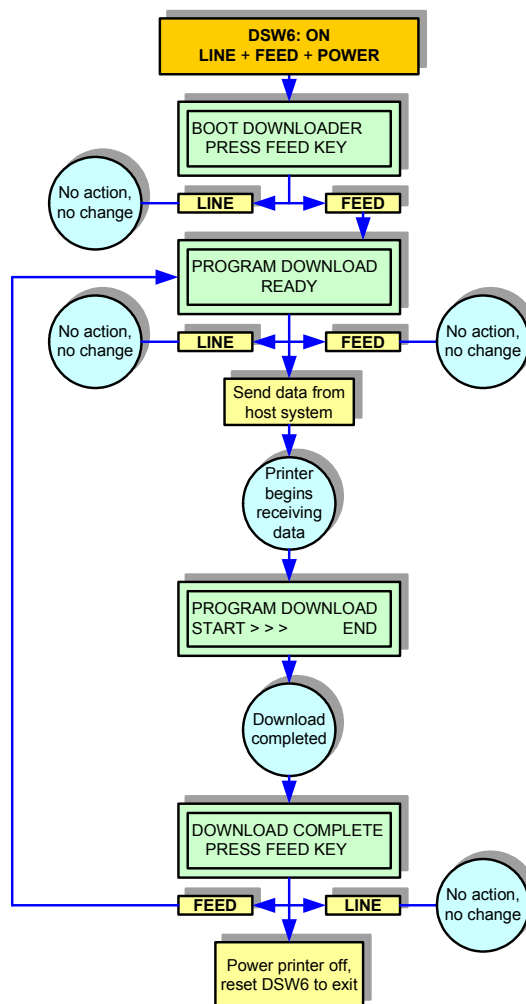 DSW6: ON
LINE + FEED + POWER
BOOT DOWNLOADER
PRESS FEED KEY
No action,
no change
LINE
FEED
PROGRAM DOWNLOAD
READY
No action,
no change
LINE
FEED
No action,
no change
Send data from
host system
Printer
begins
receiving
data
PROGRAM DOWNLOAD
START > > > END
Download
completed
DOWNLOAD COMPLETE
PRESS FEED KEY
FEED
LINE
No action,
no change
Power printer off,
reset DSW6 to exit